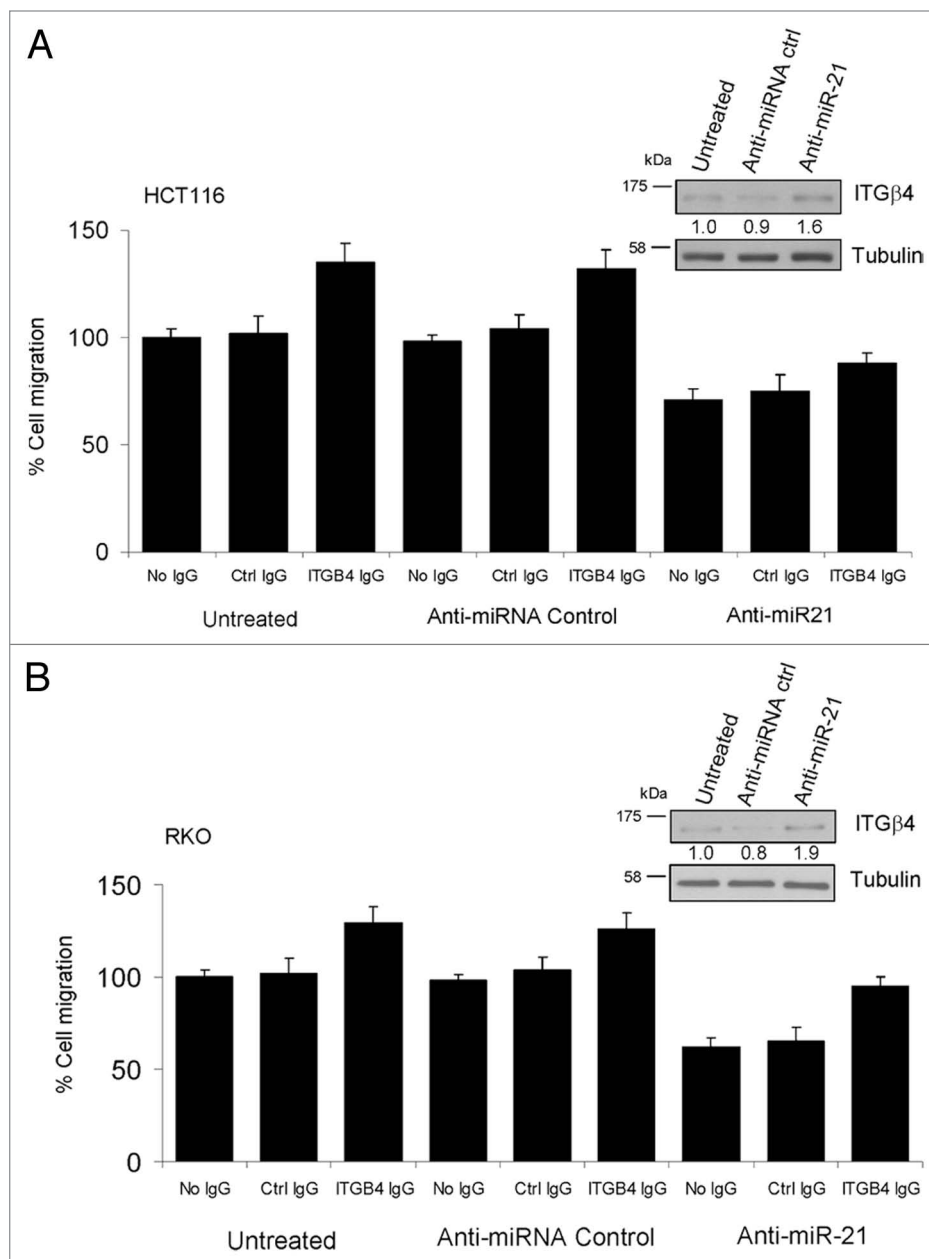 A
HCT116
Untreated
Anti-miRNA ctrl
Anti-miR-21
kDa
175
ITGβ4
1.0 0.9 1.6
58
Tubulin
% Cell migration
150
100
50
0
No IgG Ctrl IgG ITGB4 IgG No IgG Ctrl IgG ITGB4 IgG No IgG Ctrl IgG ITGB4 IgG
Untreated Anti-miRNA Control Anti-miR21
B
RKO
Untreated
Anti-miRNA ctrl
Anti-miR-21
kDa
175
ITGβ4
1.0 0.8 1.9
58
Tubulin
% Cell migration
150
100
50
0
No IgG Ctrl IgG ITGB4 IgG No IgG Ctrl IgG ITGB4 IgG No IgG Ctrl IgG ITGB4 IgG
Untreated Anti-miRNA Control Anti-miR-21